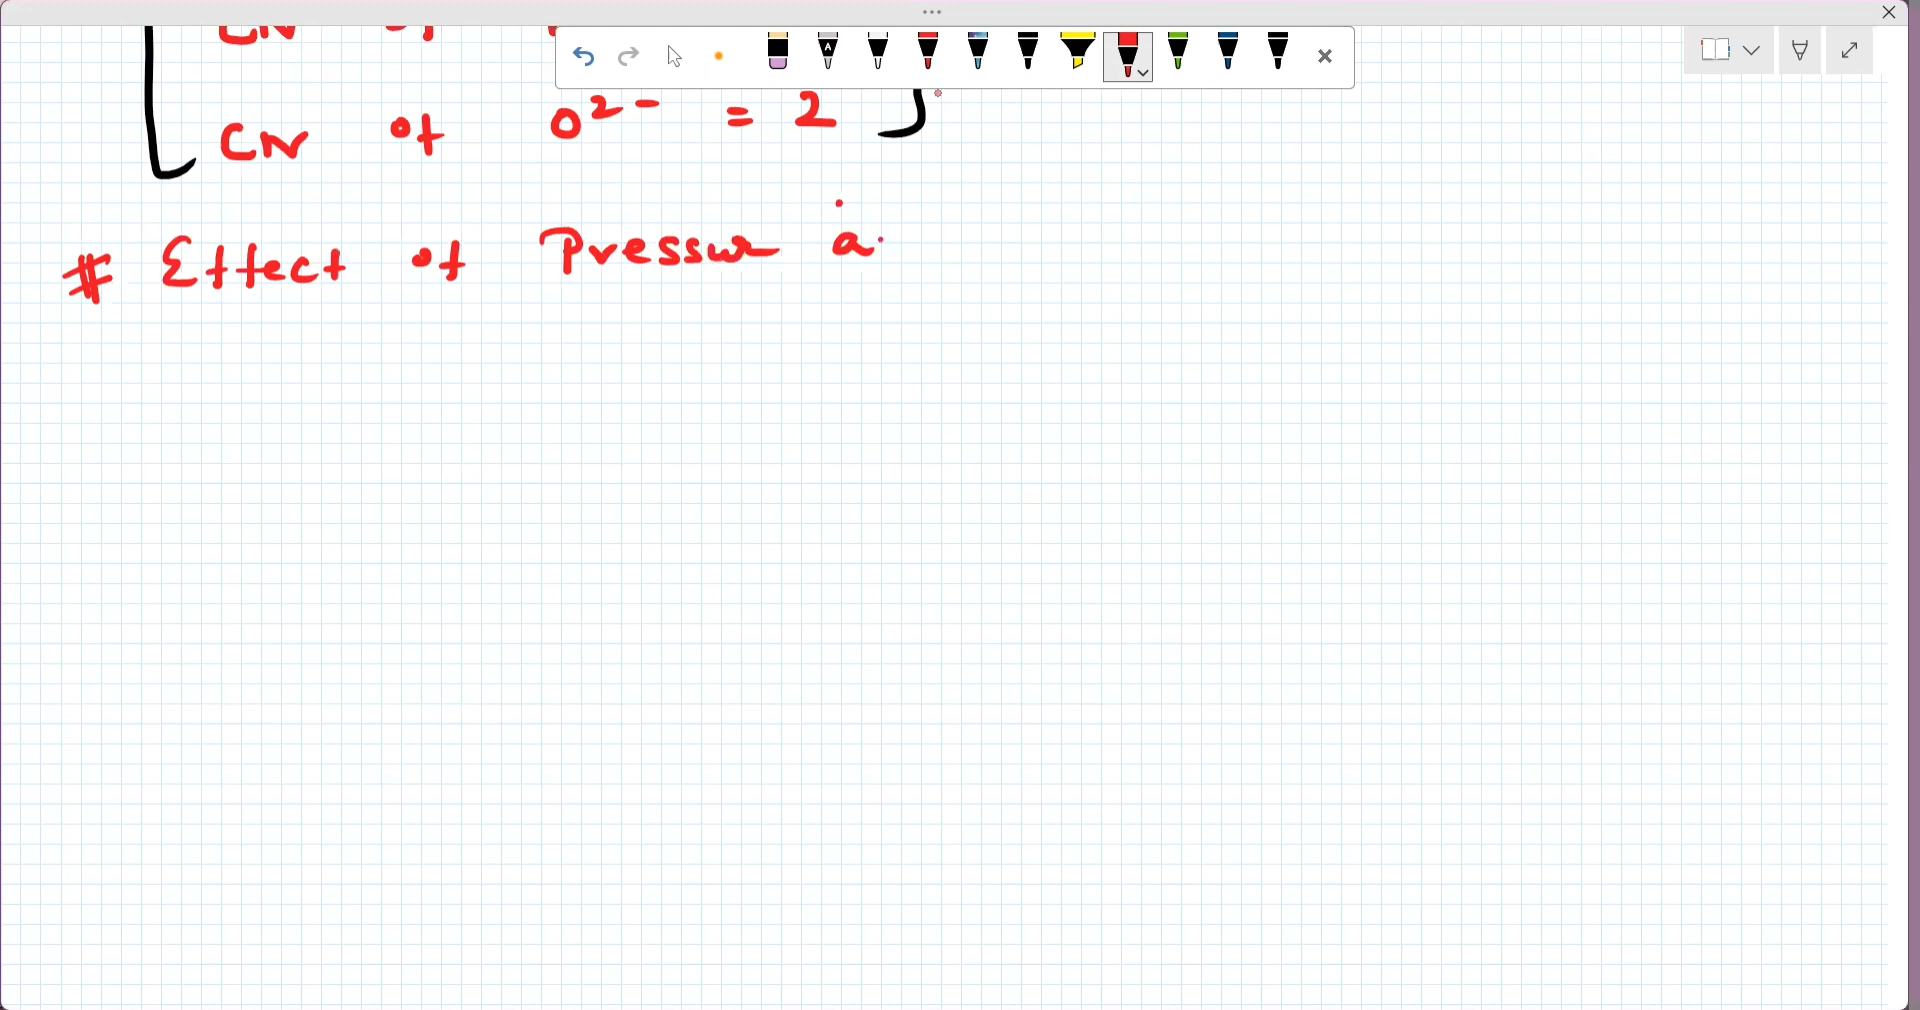 CN of O²⁻ = 2
# Effect of Pressure a